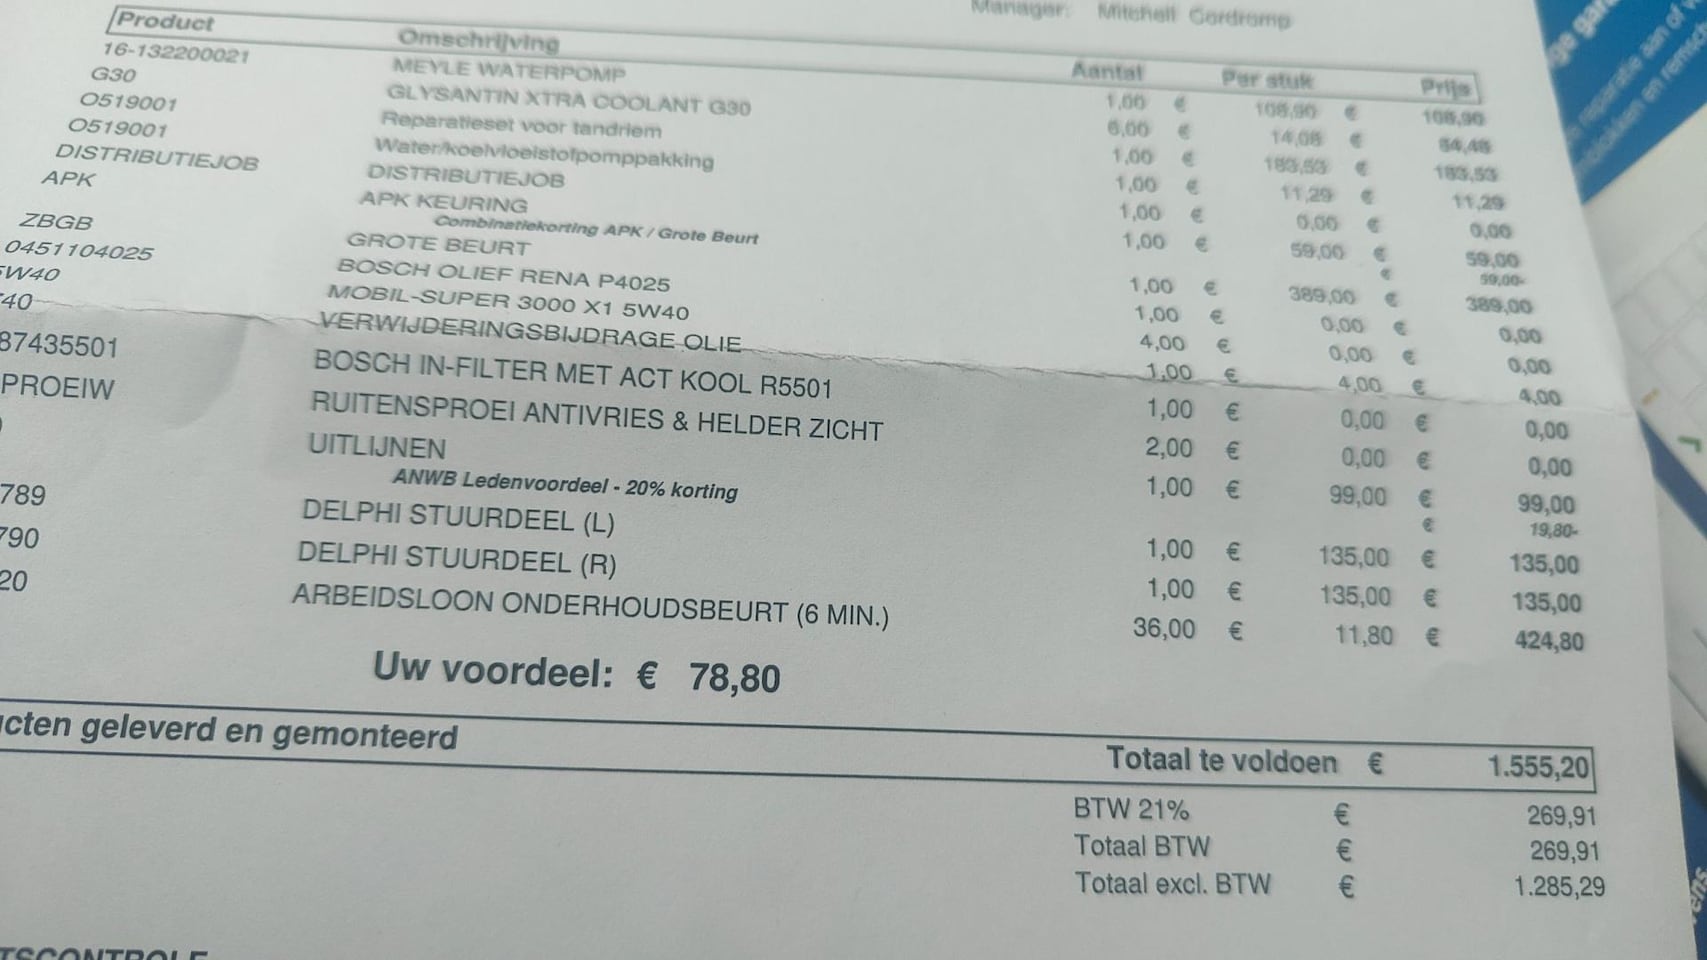 Manager: Mitchell Gordromp
Product Omschrijving Aantal Per stuk Prijs
16-132200021 MEYLE WATERPOMP 1,00 € 108,90 € 108,90
G30 GLYSANTIN XTRA COOLANT G30 6,00 € 14,08 € 84,48
O519001 Reparatieset voor tandriem 1,00 € 183,53 € 183,53
O519001 Water/koelvloeistofpomppakking 1,00 € 11,29 € 11,29
DISTRIBUTIEJOB DISTRIBUTIEJOB 1,00 € 0,00 € 0,00
APK APK KEURING 1,00 € 59,00 € 59,00
Combinatiekorting APK / Grote Beurt € 59,00-
ZBGB GROTE BEURT 1,00 € 389,00 € 389,00
0451104025 BOSCH OLIEF RENA P4025 1,00 € 0,00 € 0,00
5W40 MOBIL-SUPER 3000 X1 5W40 4,00 € 0,00 € 0,00
40 VERWIJDERINGSBIJDRAGE OLIE 1,00 € 4,00 € 4,00
87435501 BOSCH IN-FILTER MET ACT KOOL R5501 1,00 € 0,00 € 0,00
PROEIW RUITENSPROEI ANTIVRIES & HELDER ZICHT 2,00 € 0,00 € 0,00
UITLIJNEN 1,00 € 99,00 € 99,00
ANWB Ledenvoordeel - 20% korting € 19,80-
789 DELPHI STUURDEEL (L) 1,00 € 135,00 € 135,00
790 DELPHI STUURDEEL (R) 1,00 € 135,00 € 135,00
20 ARBEIDSLOON ONDERHOUDSBEURT (6 MIN.) 36,00 € 11,80 € 424,80
Uw voordeel: € 78,80
cten geleverd en gemonteerd Totaal te voldoen € 1.555,20
BTW 21% € 269,91
Totaal BTW € 269,91
Totaal excl. BTW € 1.285,29
TSCONTROLE